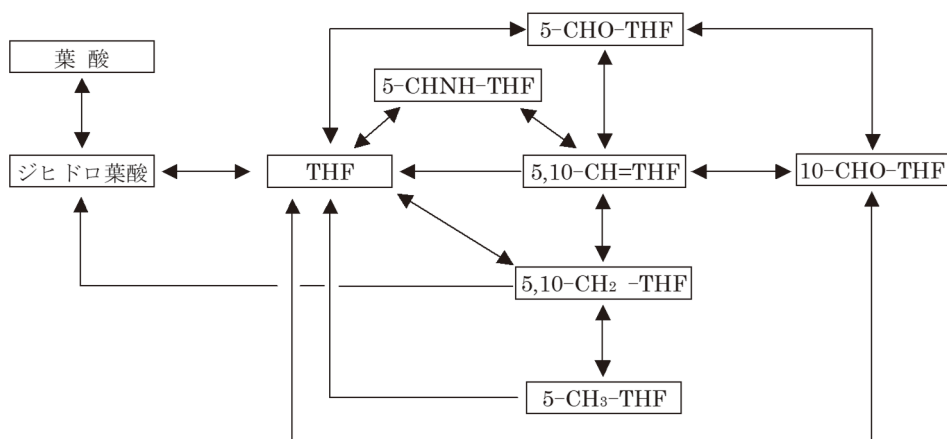 5-CHO-THF
葉 酸
5-CHNH-THF
ジヒドロ葉酸
THF
5,10-CH=THF
10-CHO-THF
5,10-CH₂ -THF
5-CH₃-THF